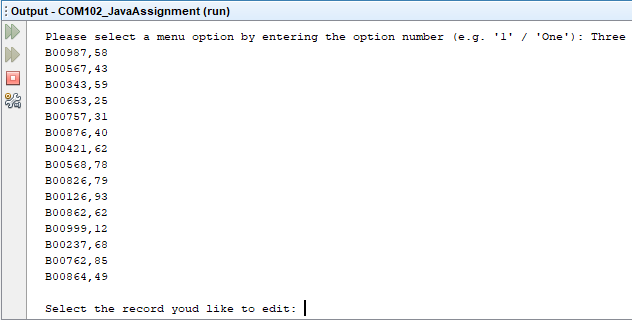 Output - COM102_JavaAssignment (run)
Please select a menu option by entering the option number (e.g. '1' / 'One'): Three
B00987,58
B00567,43
B00343,59
B00653,25
B00757,31
B00876,40
B00421,62
B00568,78
B00826,79
B00126,93
B00862,62
B00999,12
B00237,68
B00762,85
B00864,49
Select the record youd like to edit: